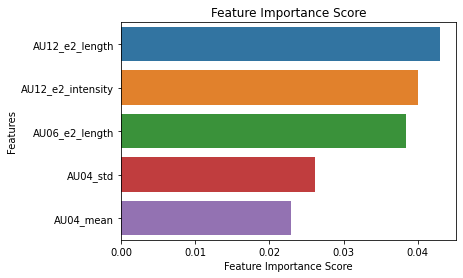 Feature Importance Score
Features
AU12_e2_length
AU12_e2_intensity
AU06_e2_length
AU04_std
AU04_mean
0.00 0.01 0.02 0.03 0.04
Feature Importance Score